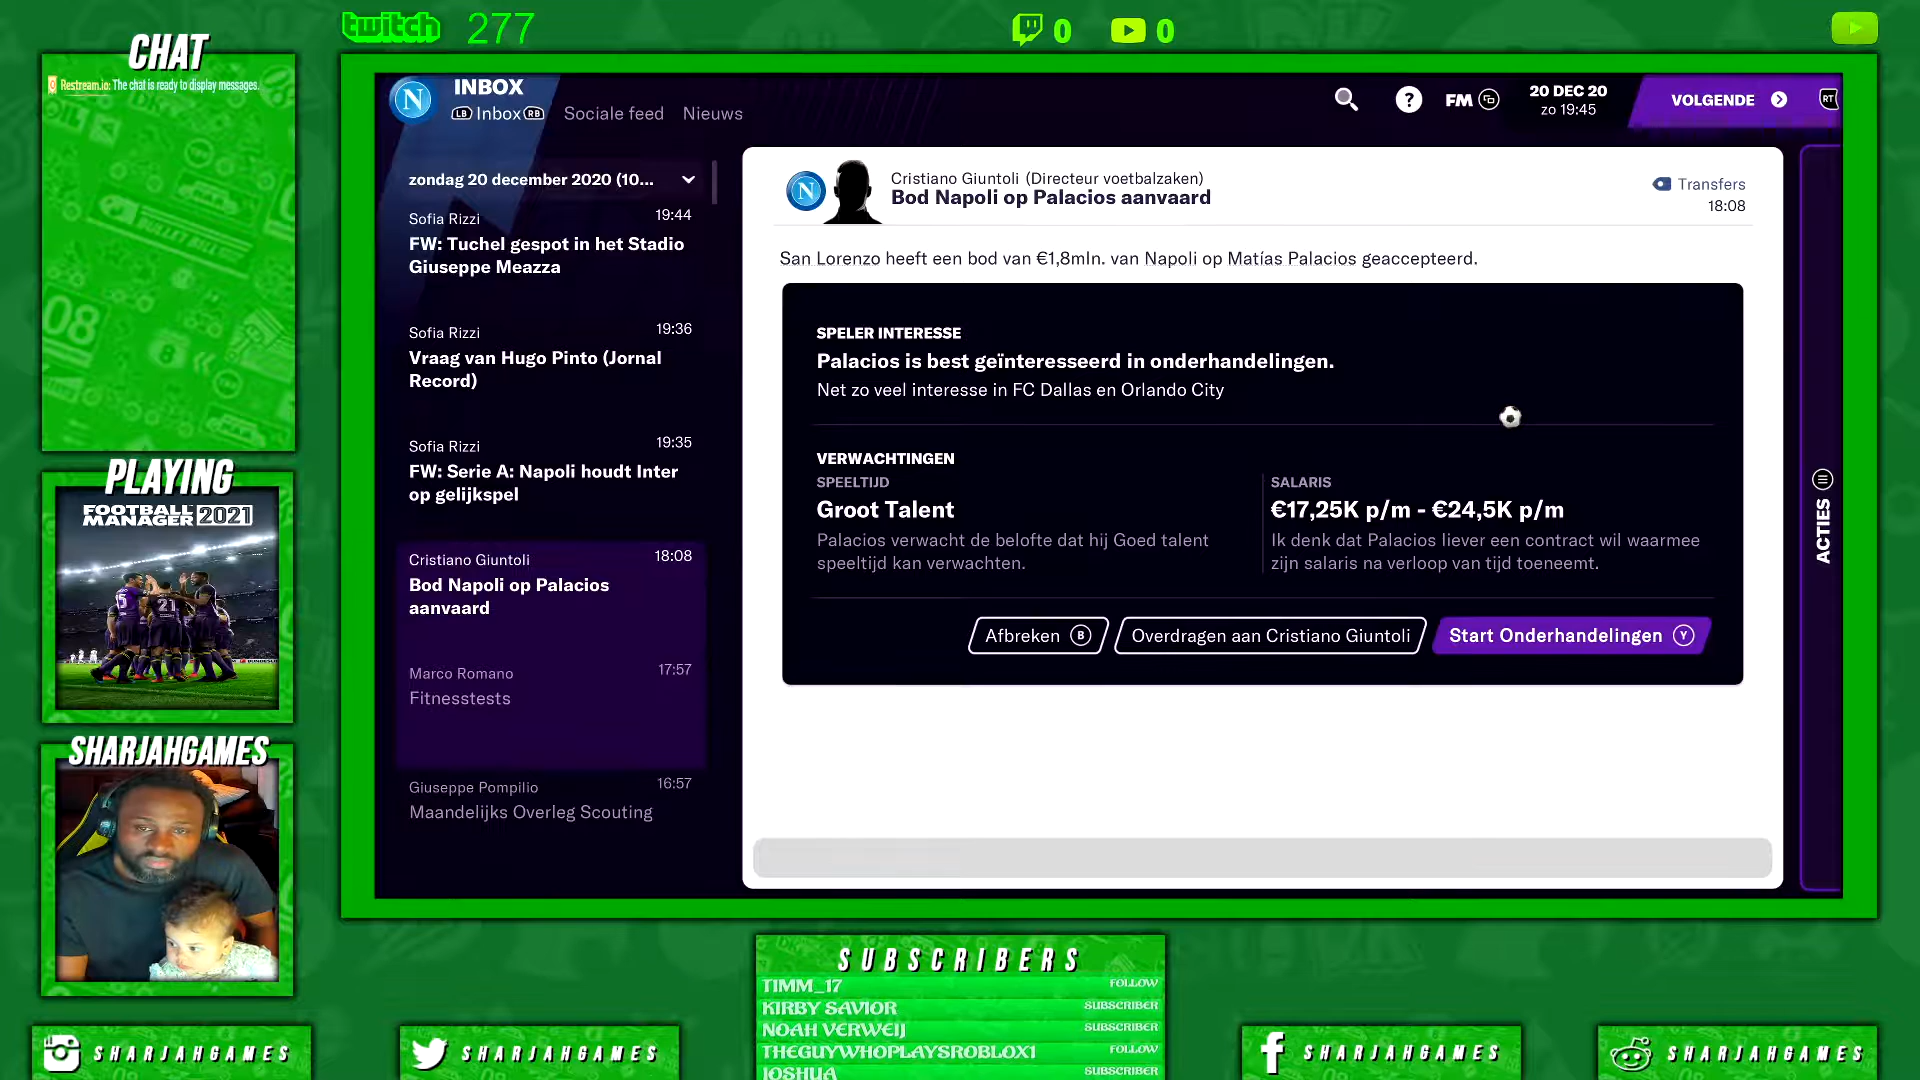 twitch 277
0 0
CHAT
Restream.io: The chat is ready to display messages.
PLAYING
FOOTBALL
MANAGER 2021
SHARJAHGAMES
INBOX
LB Inbox RB Sociale feed Nieuws
FM
20 DEC 20
zo 19:45
VOLGENDE
RT
zondag 20 december 2020 (10...
Sofia Rizzi 19:44
FW: Tuchel gespot in het Stadio
Giuseppe Meazza
Sofia Rizzi 19:36
Vraag van Hugo Pinto (Jornal
Record)
Sofia Rizzi 19:35
FW: Serie A: Napoli houdt Inter
op gelijkspel
Cristiano Giuntoli 18:08
Bod Napoli op Palacios
aanvaard
Marco Romano 17:57
Fitnesstests
Giuseppe Pompilio 16:57
Maandelijks Overleg Scouting
Cristiano Giuntoli (Directeur voetbalzaken)
Bod Napoli op Palacios aanvaard
Transfers
18:08
San Lorenzo heeft een bod van €1,8mln. van Napoli op Matías Palacios geaccepteerd.
SPELER INTERESSE
Palacios is best geïnteresseerd in onderhandelingen.
Net zo veel interesse in FC Dallas en Orlando City
VERWACHTINGEN
SPEELTIJD
Groot Talent
Palacios verwacht de belofte dat hij Goed talent
speeltijd kan verwachten.
SALARIS
€17,25K p/m - €24,5K p/m
Ik denk dat Palacios liever een contract wil waarmee
zijn salaris na verloop van tijd toeneemt.
Afbreken B
Overdragen aan Cristiano Giuntoli
Start Onderhandelingen Y
ACTIES
SUBSCRIBERS
TIMM_17 FOLLOW
KIRBY SAVIOR SUBSCRIBER
NOAH VERWEIJ SUBSCRIBER
THEGUYWHOPLAYSROBLOX1 FOLLOW
JOSHUA SUBSCRIBER
SHARJAHGAMES
SHARJAHGAMES
SHARJAHGAMES
SHARJAHGAMES